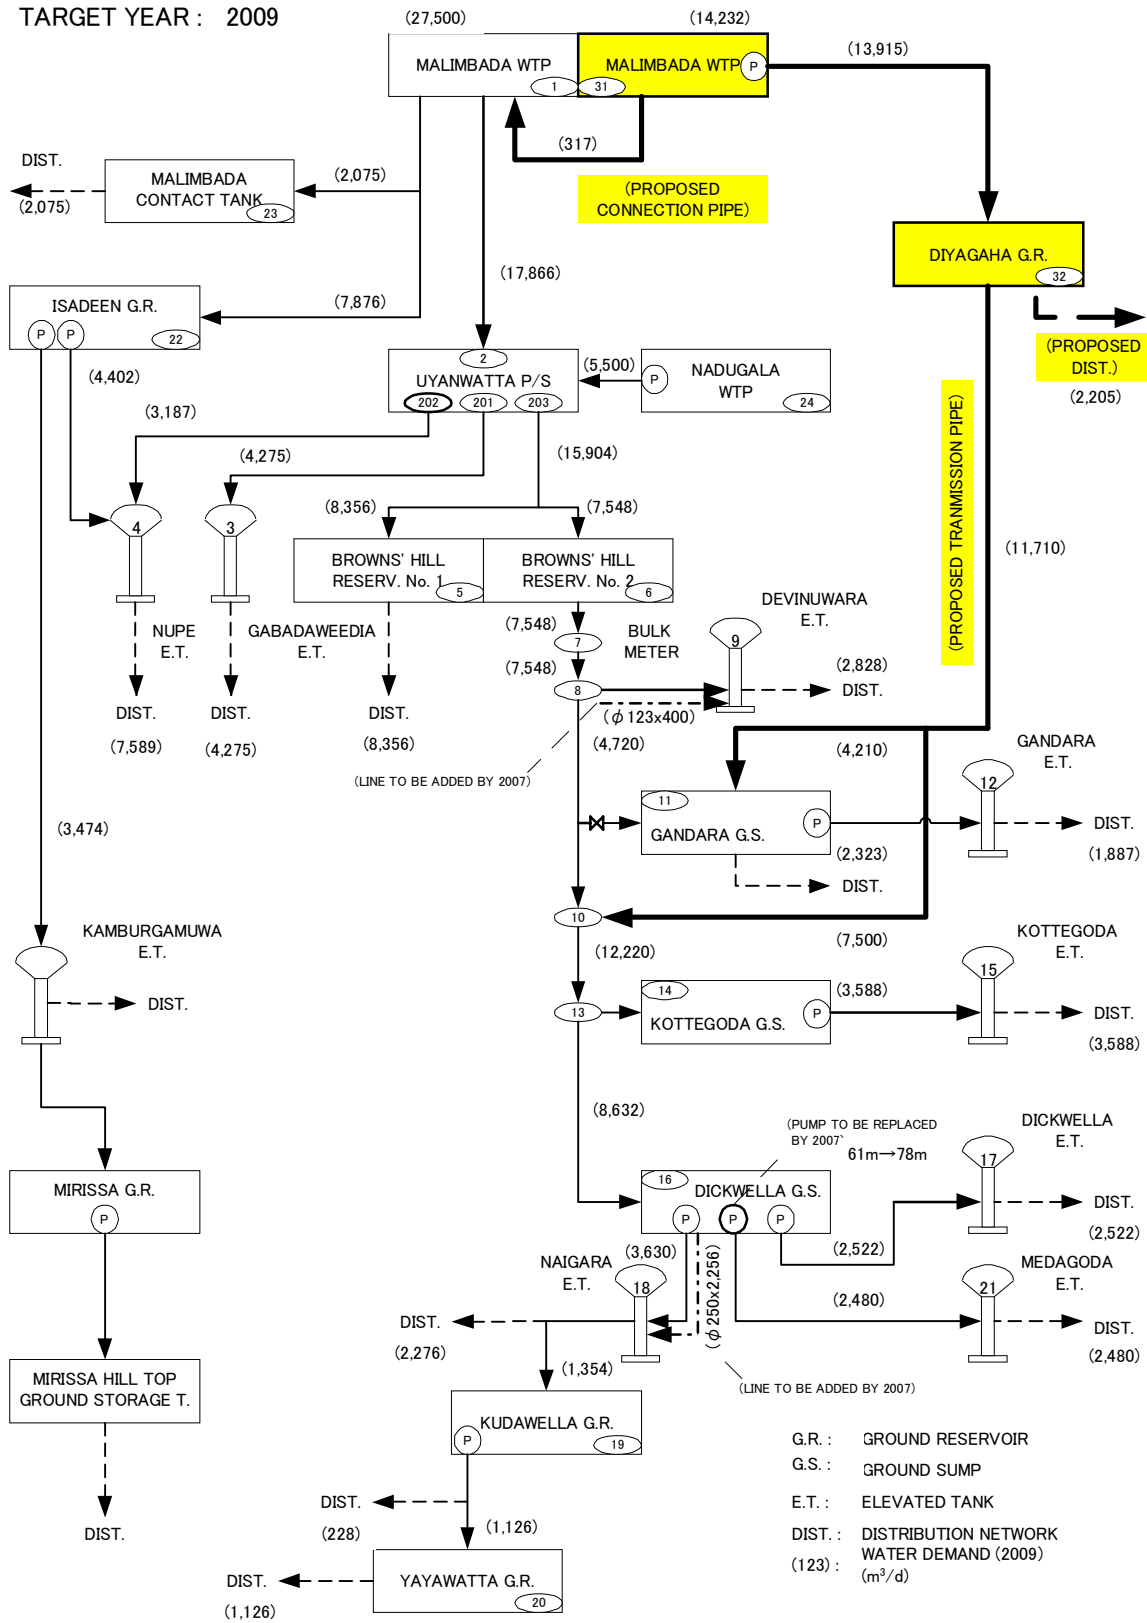 TARGET YEAR : 2009
(27,500)
(14,232)
(13,915)
MALIMBADA WTP
1
MALIMBADA WTP
P
31
(317)
(PROPOSED
CONNECTION PIPE)
DIST.
(2,075)
MALIMBADA
CONTACT TANK
23
(2,075)
(17,866)
DIYAGAHA G.R.
32
(7,876)
ISADEEN G.R.
P
P
22
(PROPOSED
DIST.)
(2,205)
2
UYANWATTA P/S
202
201
203
(5,500)
P
NADUGALA
WTP
24
(4,402)
(3,187)
(4,275)
(15,904)
(PROPOSED TRANMISSION PIPE)
(8,356)
(7,548)
4
3
(11,710)
BROWNS' HILL
RESERV. No. 1
5
BROWNS' HILL
RESERV. No. 2
6
NUPE
E.T.
GABADAWEEDIA
E.T.
(7,548)
7
BULK
METER
DEVINUWARA
E.T.
9
(7,548)
8
(2,828)
DIST.
DIST.
(7,589)
DIST.
(4,275)
DIST.
(8,356)
(φ 123x400)
(4,720)
(LINE TO BE ADDED BY 2007)
(4,210)
GANDARA
E.T.
12
11
GANDARA G.S.
P
(2,323)
DIST.
DIST.
(1,887)
(3,474)
10
(7,500)
(12,220)
KAMBURGAMUWA
E.T.
DIST.
KOTTEGODA
E.T.
15
13
14
KOTTEGODA G.S.
P
(3,588)
DIST.
(3,588)
(8,632)
(PUMP TO BE REPLACED
BY 2007`
61m→78m
DICKWELLA
E.T.
17
MIRISSA G.R.
P
16
DICKWELLA G.S.
P
P
P
DIST.
(2,522)
(2,522)
(3,630)
(φ 250x2,256)
NAIGARA
E.T.
18
MEDAGODA
E.T.
21
(2,480)
DIST.
(2,480)
DIST.
(2,276)
(1,354)
(LINE TO BE ADDED BY 2007)
MIRISSA HILL TOP
GROUND STORAGE T.
KUDAWELLA G.R.
P
19
DIST.
DIST.
(228)
(1,126)
YAYAWATTA G.R.
20
DIST.
(1,126)
G.R. : GROUND RESERVOIR
G.S. : GROUND SUMP
E.T. : ELEVATED TANK
DIST. : DISTRIBUTION NETWORK
(123) : WATER DEMAND (2009)
(m³/d)